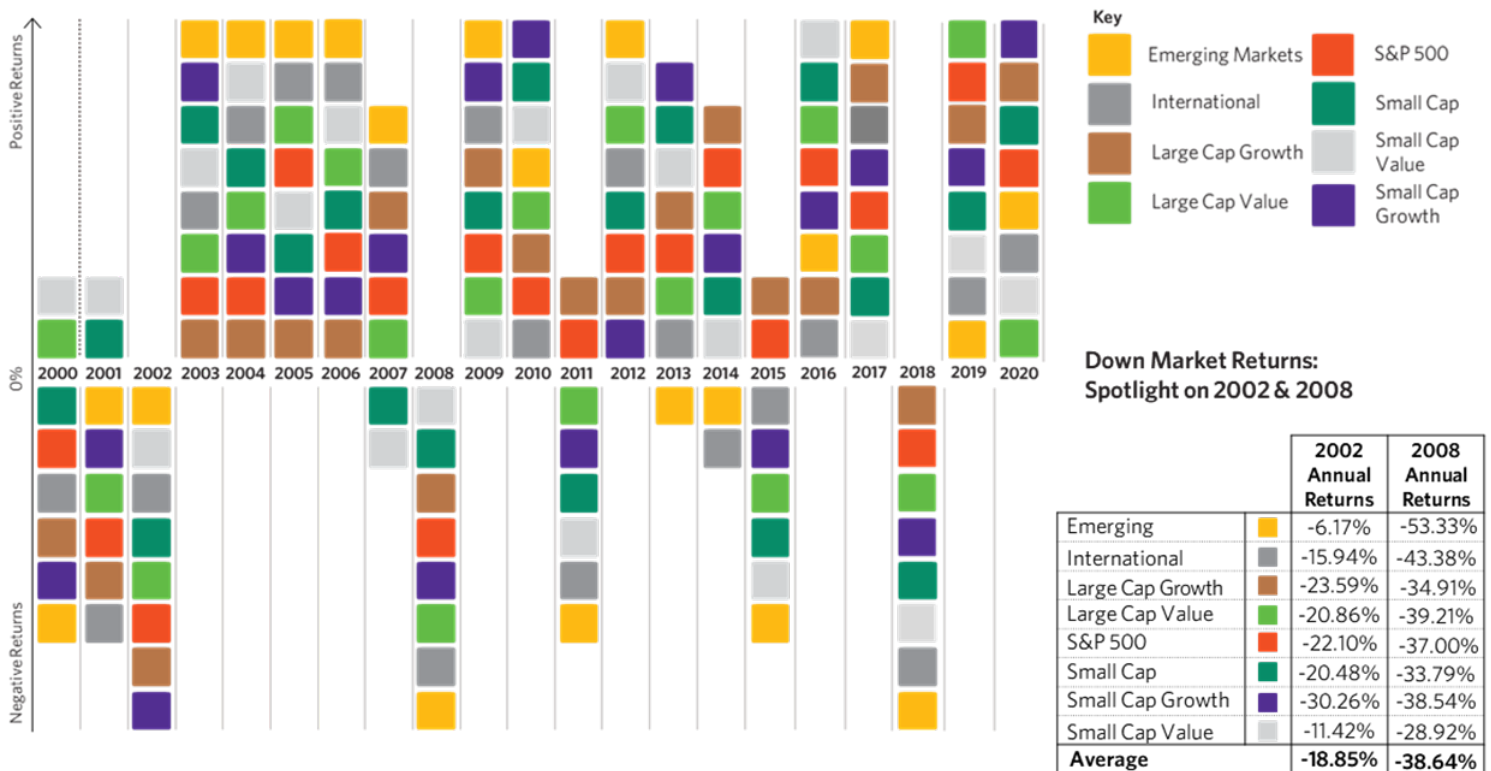 Positive Returns
0%
Negative Returns
2000 2001 2002 2003 2004 2005 2006 2007 2008 2009 2010 2011 2012 2013 2014 2015 2016 2017 2018 2019 2020
Key
Emerging Markets
International
Large Cap Growth
Large Cap Value
S&P 500
Small Cap
Small Cap
Value
Small Cap
Growth
Down Market Returns:
Spotlight on 2002 & 2008
2002 2008
Annual Annual
Returns Returns
Emerging -6.17% -53.33%
International -15.94% -43.38%
Large Cap Growth -23.59% -34.91%
Large Cap Value -20.86% -39.21%
S&P 500 -22.10% -37.00%
Small Cap -20.48% -33.79%
Small Cap Growth -30.26% -38.54%
Small Cap Value -11.42% -28.92%
Average -18.85% -38.64%